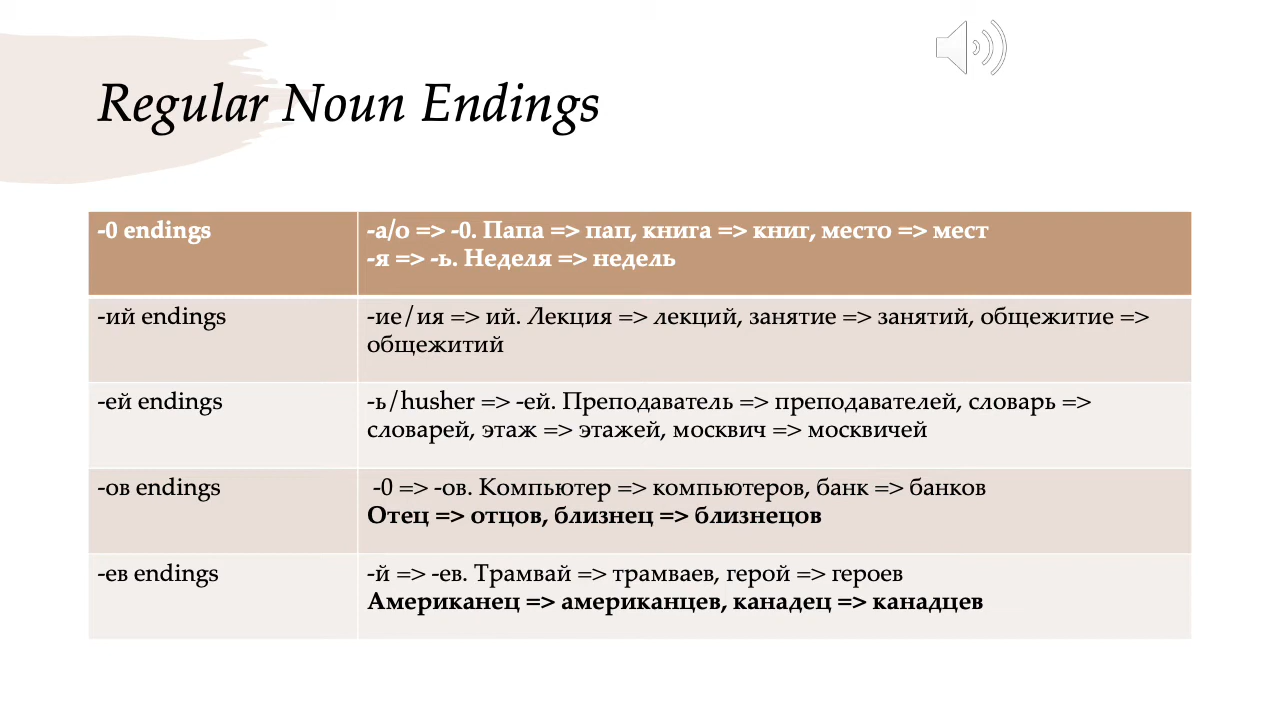 Regular Noun Endings
-0 endings
-а/о => -0. Папа => пап, книга => книг, место => мест
-я => -ь. Неделя => недель
-ий endings
-ие/ия => ий. Лекция => лекций, занятие => занятий, общежитие =>
общежитий
-ей endings
-ь/husher => -ей. Преподаватель => преподавателей, словарь =>
словарей, этаж => этажей, москвич => москвичей
-ов endings
-0 => -ов. Компьютер => компьютеров, банк => банков
Отец => отцов, близнец => близнецов
-ев endings
-й => -ев. Трамвай => трамваев, герой => героев
Американец => американцев, канадец => канадцев